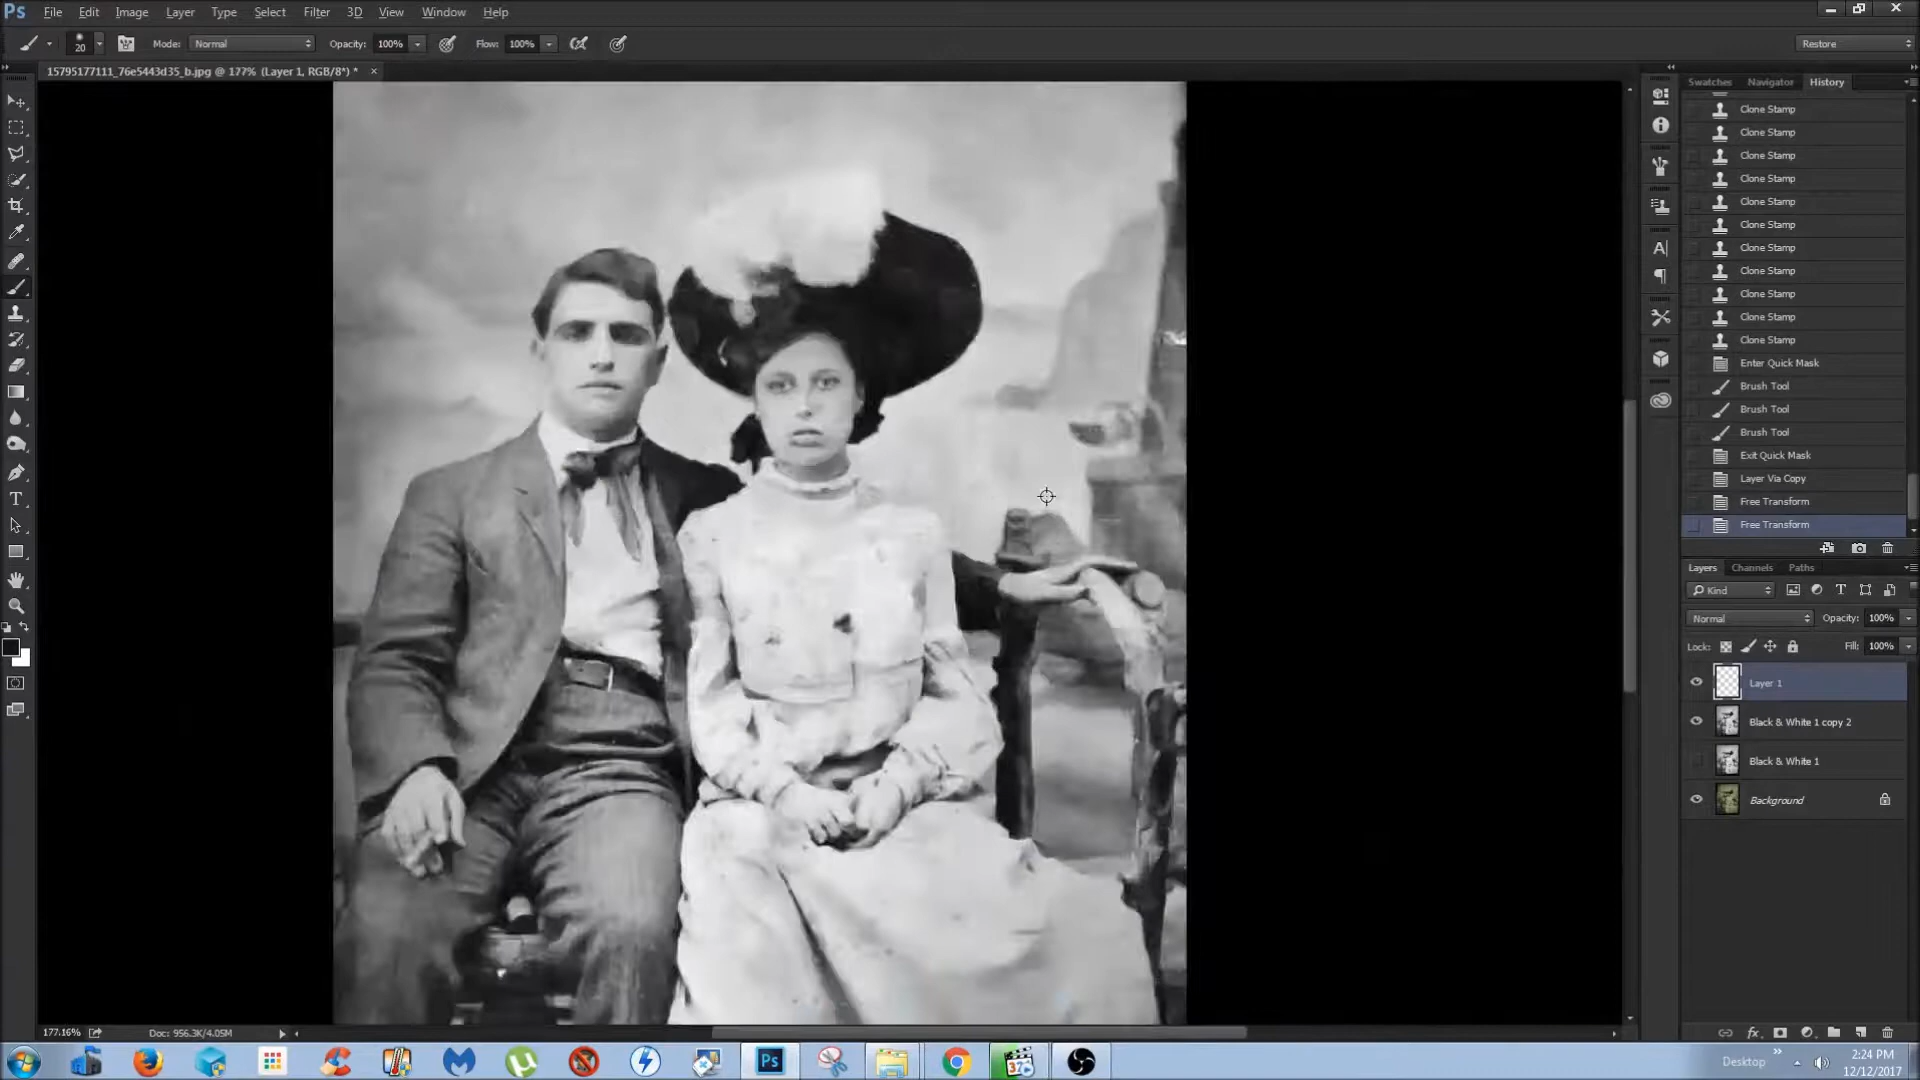 Ps File Edit Image Layer Type Select Filter 3D View Window Help
20 Mode: Normal Opacity: 100% Flow: 100% Restore
15795177111_76e5443d35_b.jpg @ 177% (Layer 1, RGB/8*) * ×
Swatches Navigator History
Clone Stamp
Clone Stamp
Clone Stamp
Clone Stamp
Clone Stamp
Clone Stamp
Clone Stamp
Clone Stamp
Clone Stamp
Clone Stamp
Clone Stamp
Enter Quick Mask
Brush Tool
Brush Tool
Brush Tool
Exit Quick Mask
Layer Via Copy
Free Transform
Free Transform
Layers Channels Paths
Kind
Normal Opacity: 100%
Lock: Fill: 100%
Layer 1
Black & White 1 copy 2
Black & White 1
Background
177.16% Doc: 956.3K/4.05M
Ps 37 Desktop 2:24 PM
12/12/2017